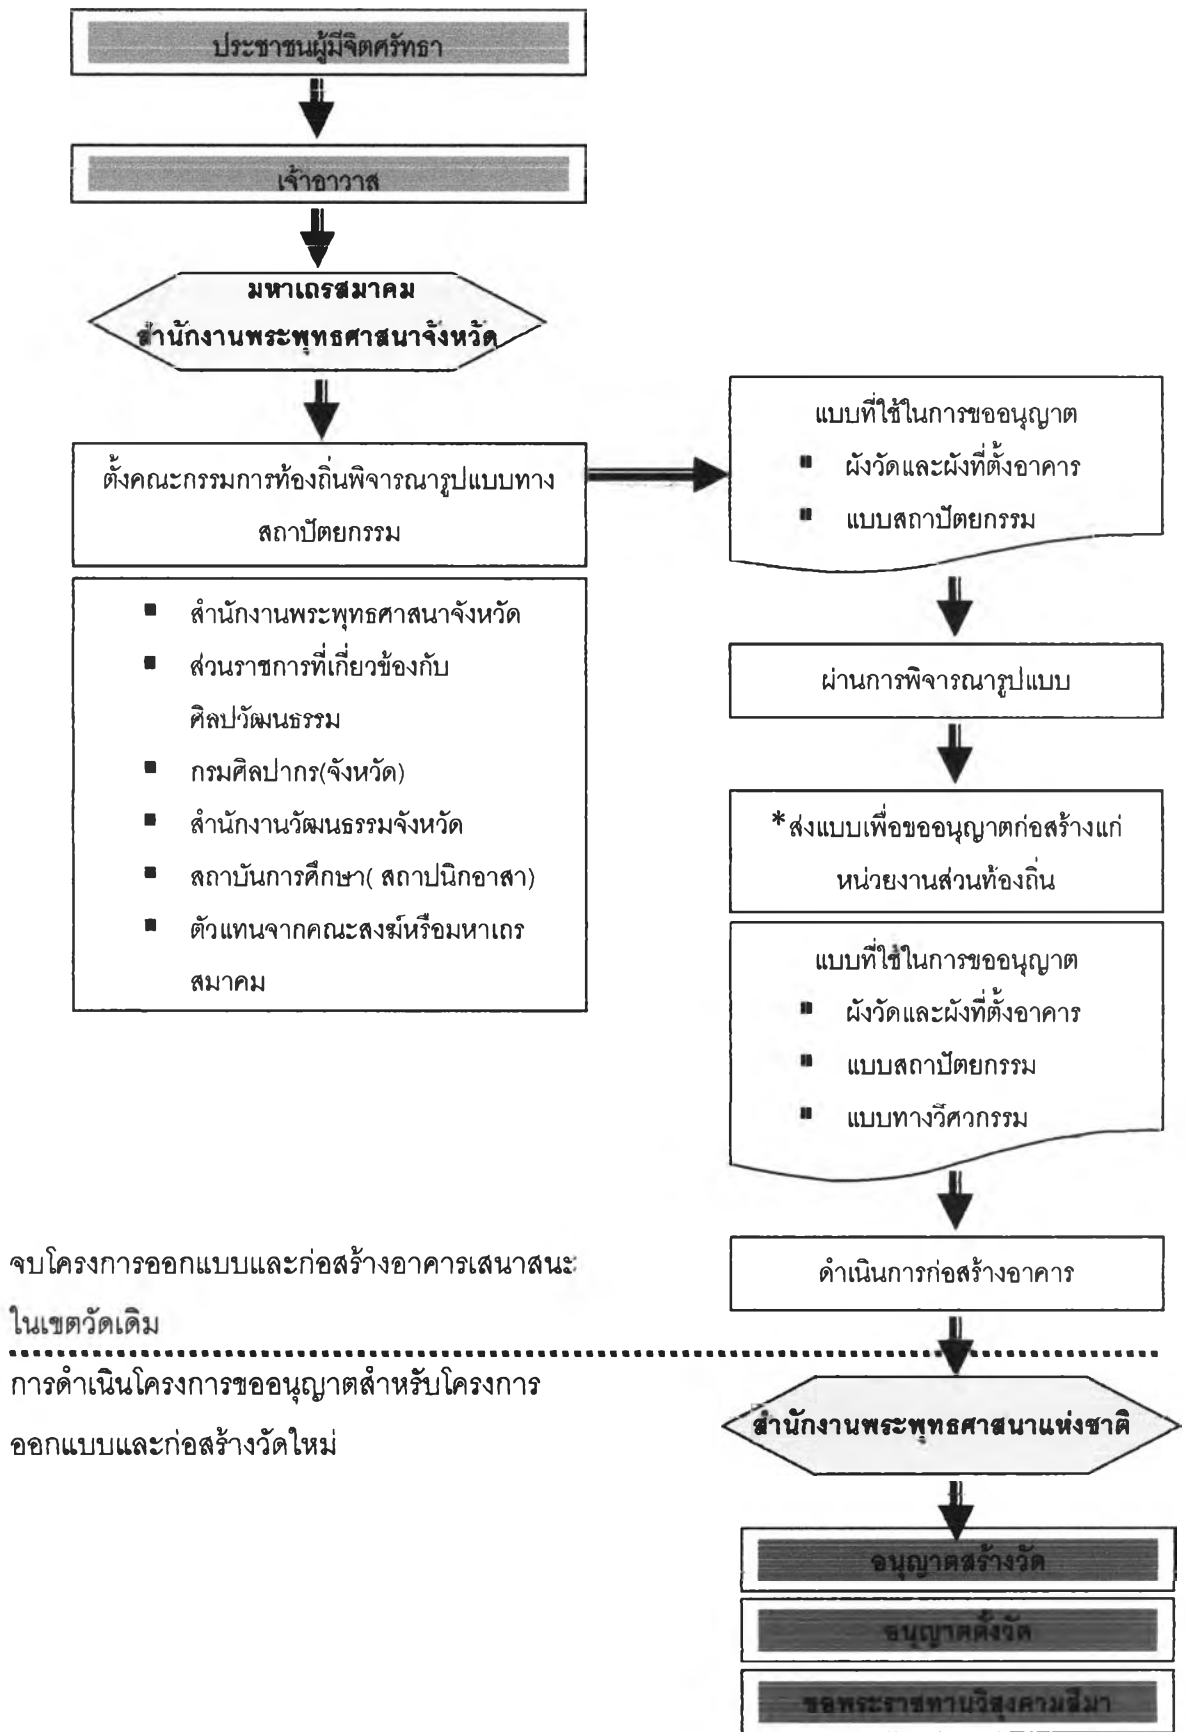 ประชาชนผู้มีจิตศรัทธา
เจ้าอาวาส
มหาเถรสมาคม
สำนักงานพระพุทธศาสนาจังหวัด
ตั้งคณะกรรมการท้องถิ่นพิจารณารูปแบบทาง
สถาปัตยกรรม
■ สำนักงานพระพุทธศาสนาจังหวัด
■ ส่วนราชการที่เกี่ยวข้องกับ
ศิลปวัฒนธรรม
■ กรมศิลปากร(จังหวัด)
■ สำนักงานวัฒนธรรมจังหวัด
■ สถาบันการศึกษา( สถาปนิกอาสา)
■ ตัวแทนจากคณะสงฆ์หรือมหาเถร
สมาคม
แบบที่ใช้ในการขออนุญาต
■ ผังวัดและผังที่ตั้งอาคาร
■ แบบสถาปัตยกรรม
ผ่านการพิจารณารูปแบบ
*ส่งแบบเพื่อขออนุญาตก่อสร้างแก่
หน่วยงานส่วนท้องถิ่น
แบบที่ใช้ในการขออนุญาต
■ ผังวัดและผังที่ตั้งอาคาร
■ แบบสถาปัตยกรรม
■ แบบทางวิศวกรรม
ดำเนินการก่อสร้างอาคาร
จบโครงการออกแบบและก่อสร้างอาคารเสนาสนะ
ในเขตวัดเดิม
การดำเนินโครงการขออนุญาตสำหรับโครงการ
ออกแบบและก่อสร้างวัดใหม่
สำนักงานพระพุทธศาสนาแห่งชาติ
อนุญาตสร้างวัด
อนุญาตตั้งวัด
ขอพระราชทานวิสุงคามสีมา